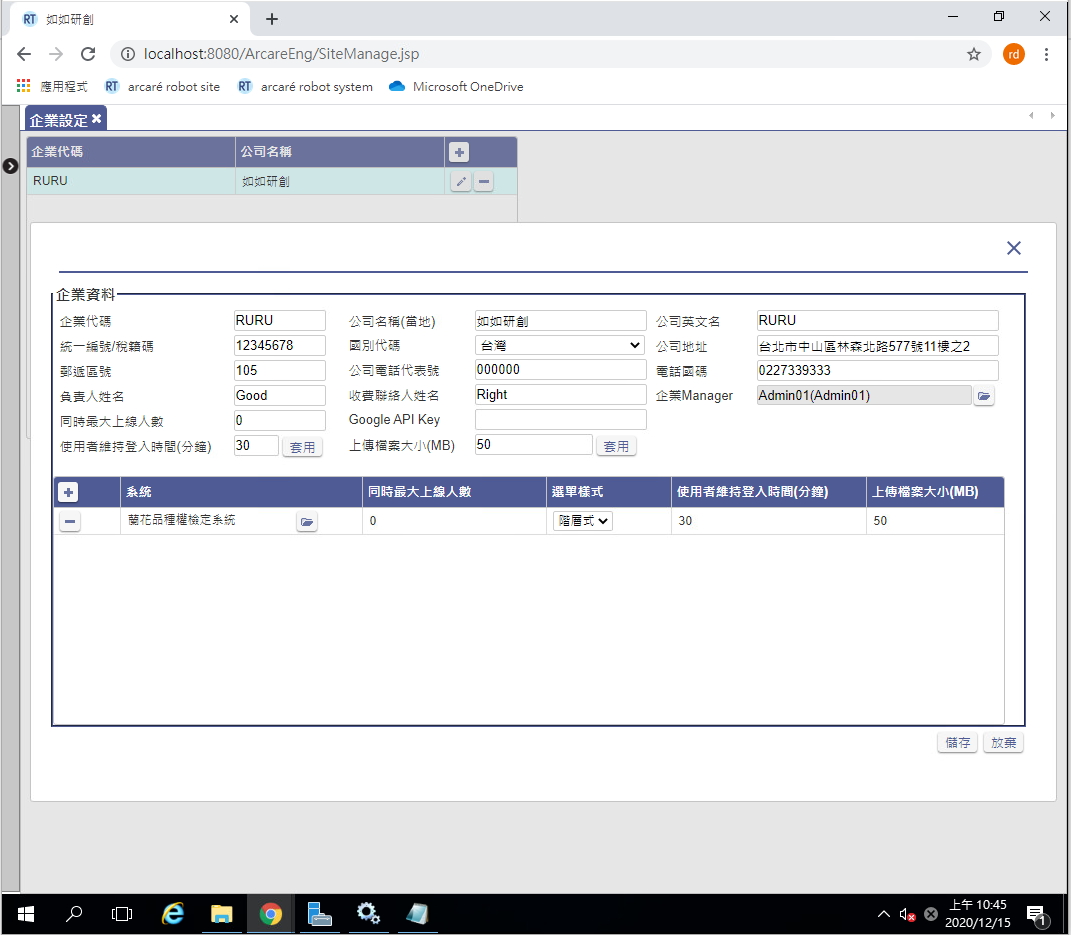 RT 如如研創
localhost:8080/ArcareEng/SiteManage.jsp
rd
應用程式 RT arcaré robot site RT arcaré robot system Microsoft OneDrive
企業設定
企業代碼 公司名稱
RURU 如如研創
企業資料
企業代碼 RURU 公司名稱(當地) 如如研創 公司英文名 RURU
統一編號/稅籍碼 12345678 國別代碼 台灣 公司地址 台北市中山區林森北路577號11樓之2
郵遞區號 105 公司電話代表號 000000 電話國碼 0227339333
負責人姓名 Good 收費聯絡人姓名 Right 企業Manager Admin01(Admin01)
同時最大上線人數 0 Google API Key
使用者維持登入時間(分鐘) 30 套用 上傳檔案大小(MB) 50 套用
系統 同時最大上線人數 選單樣式 使用者維持登入時間(分鐘) 上傳檔案大小(MB)
蘭花品種權檢定系統 0 階層式 30 50
儲存 放棄
上午 10:45
2020/12/15
1